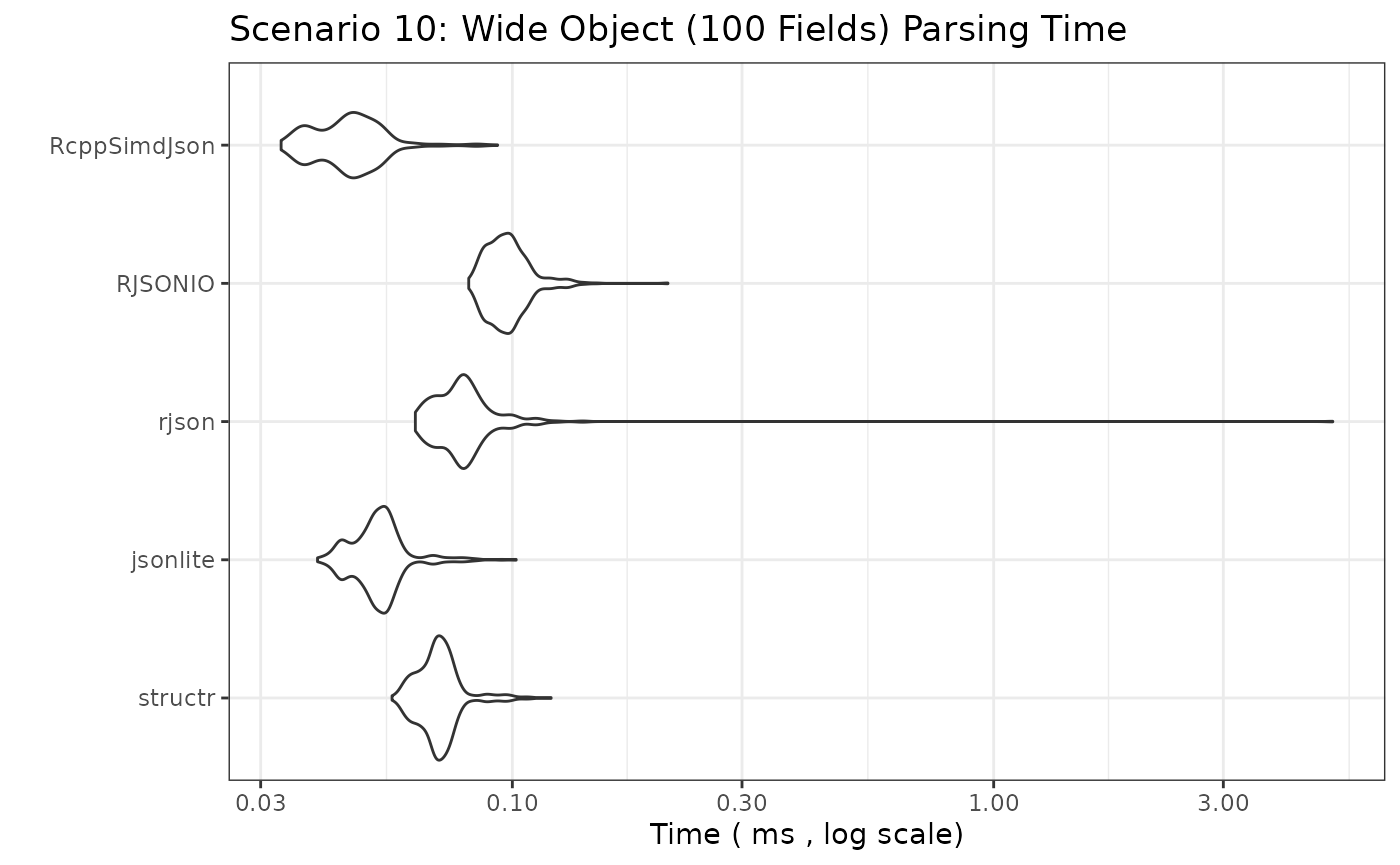 Scenario 10: Wide Object (100 Fields) Parsing Time
RcppSimdJson
RJSONIO
rjson
jsonlite
structr
0.03 0.10 0.30 1.00 3.00
Time ( ms , log scale)